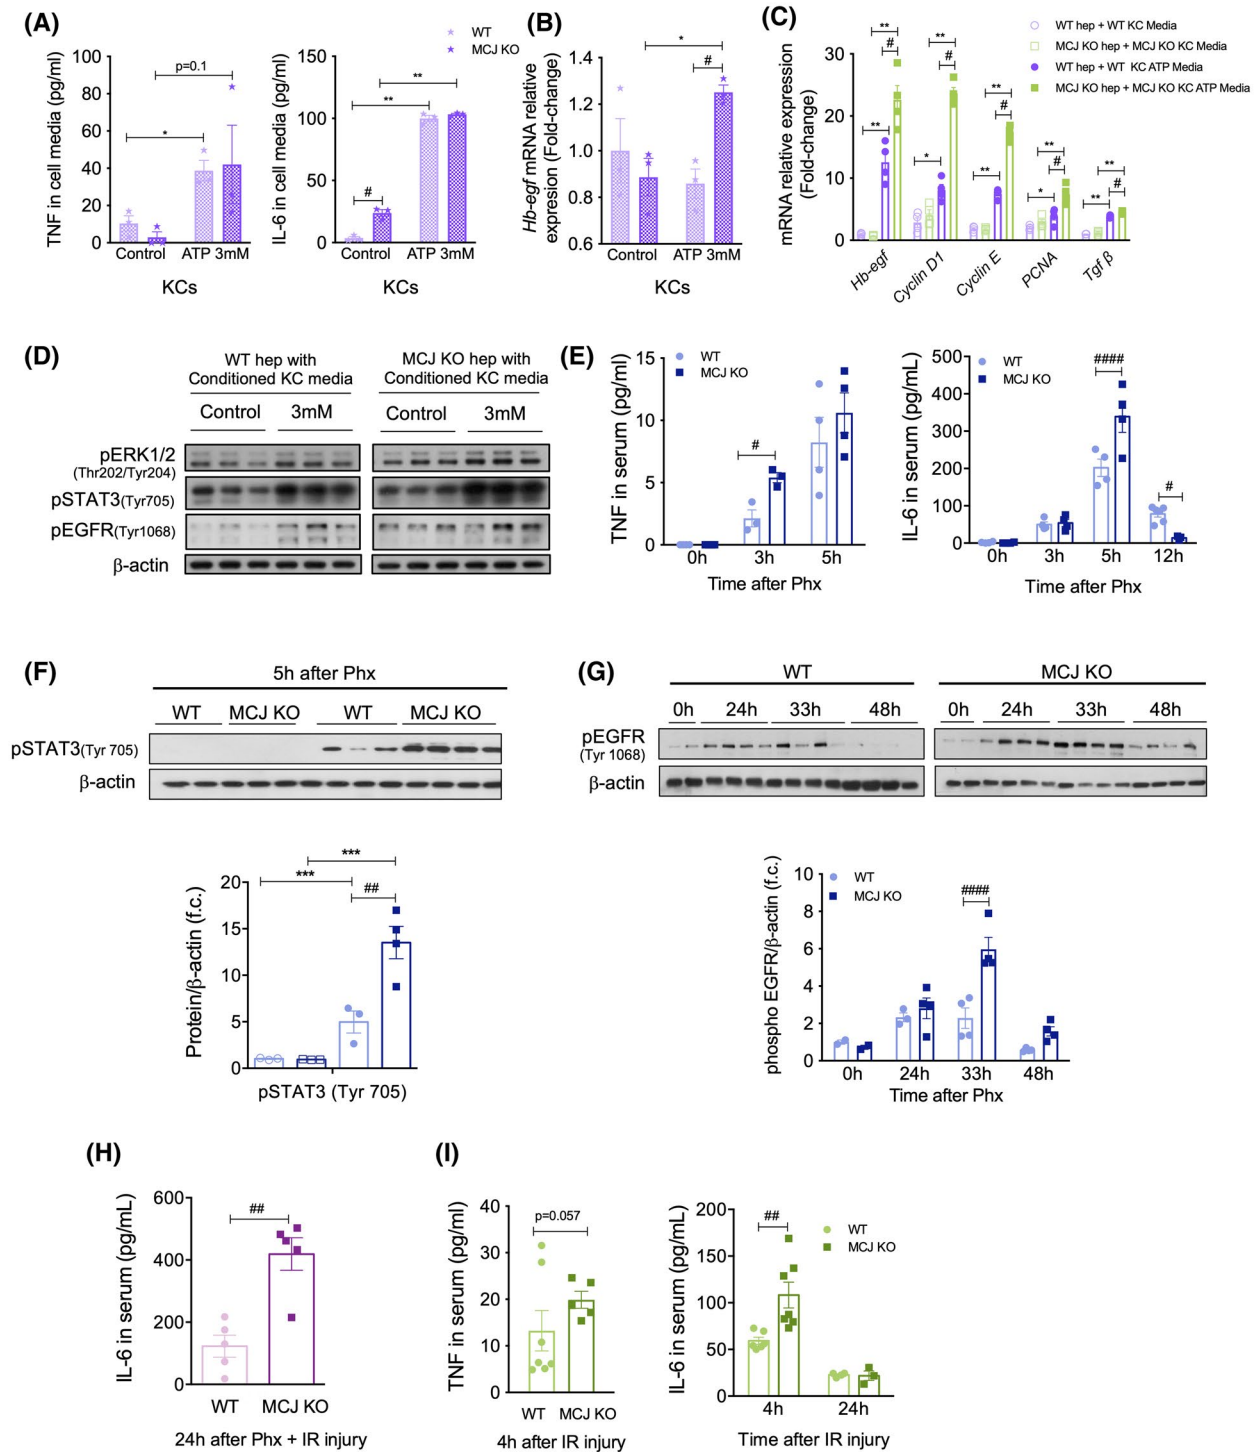 (A)
WT
MCJ KO
TNF in cell media (pg/ml)
100
80
60
40
20
0
p=0.1
*
Control
ATP 3mM
KCs
IL-6 in cell media (pg/ml)
150
100
50
0
**
**
#
Control
ATP 3mM
KCs
(B)
Hb-egf mRNA relative
expresion (Fold-change)
1.4
1.2
1.0
0.8
0.6
*
#
Control
ATP 3mM
KCs
(C)
WT hep + WT KC Media
MCJ KO hep + MCJ KO KC Media
WT hep + WT KC ATP Media
MCJ KO hep + MCJ KO KC ATP Media
mRNA relative expression
(Fold-change)
30
20
10
0
**
#
**
**
#
*
**
#
**
**
#
*
**
#
**
Hb-egf
Cyclin D1
Cyclin E
PCNA
Tgf β
(D)
WT hep with
Conditioned KC media
MCJ KO hep with
Conditioned KC media
Control
3mM
Control
3mM
pERK1/2
(Thr202/Tyr204)
pSTAT3(Tyr705)
pEGFR(Tyr1068)
β-actin
(E)
WT
MCJ KO
TNF in serum (pg/ml)
15
10
5
0
#
0h
3h
5h
Time after Phx
WT
MCJ KO
IL-6 in serum (pg/mL)
500
400
300
200
100
0
####
#
0h
3h
5h
12h
Time after Phx
(F)
5h after Phx
WT
MCJ KO
WT
MCJ KO
pSTAT3(Tyr 705)
β-actin
Protein/β-actin (f.c.)
20
15
10
5
0
***
***
##
pSTAT3 (Tyr 705)
(G)
WT
MCJ KO
0h
24h
33h
48h
0h
24h
33h
48h
pEGFR
(Tyr 1068)
β-actin
phospho EGFR/β-actin (f.c.)
10
8
6
4
2
0
WT
MCJ KO
####
0h
24h
33h
48h
Time after Phx
(H)
IL-6 in serum (pg/mL)
600
400
200
0
##
WT
MCJ KO
24h after Phx + IR injury
(I)
TNF in serum (pg/ml)
40
30
20
10
0
p=0.057
WT
MCJ KO
4h after IR injury
IL-6 in serum (pg/mL)
200
150
100
50
0
##
WT
MCJ KO
4h
24h
Time after IR injury